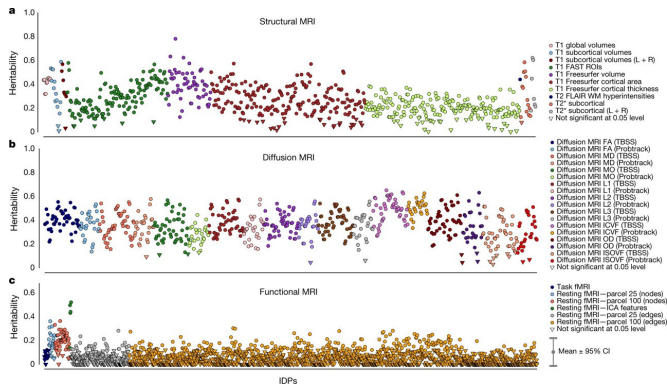 a
Structural MRI
Heritability
1.0
0.8
0.6
0.4
0.2
0
T1 global volumes
T1 subcortical volumes
T1 subcortical volumes (L + R)
T1 FAST ROIs
T1 Freesurfer volume
T1 Freesurfer cortical area
T1 Freesurfer cortical thickness
T2 FLAIR WM hyperintensities
T2* subcortical
T2* subcortical (L + R)
Not significant at 0.05 level
b
Diffusion MRI
Heritability
1.0
0.8
0.6
0.4
0.2
0
Diffusion MRI FA (TBSS)
Diffusion MRI FA (Probtrack)
Diffusion MRI MD (TBSS)
Diffusion MRI MD (Probtrack)
Diffusion MRI MO (TBSS)
Diffusion MRI MO (Probtrack)
Diffusion MRI L1 (TBSS)
Diffusion MRI L1 (Probtrack)
Diffusion MRI L2 (TBSS)
Diffusion MRI L2 (Probtrack)
Diffusion MRI L3 (TBSS)
Diffusion MRI L3 (Probtrack)
Diffusion MRI ICVF (TBSS)
Diffusion MRI ICVF (Probtrack)
Diffusion MRI OD (TBSS)
Diffusion MRI OD (Probtrack)
Diffusion MRI ISOVF (TBSS)
Diffusion MRI ISOVF (Probtrack)
Not significant at 0.05 level
c
Functional MRI
Heritability
1.0
0.8
0.6
0.4
0.2
0
Task fMRI
Resting fMRI—parcel 25 (nodes)
Resting fMRI—parcel 100 (nodes)
Resting fMRI—ICA features
Resting fMRI—parcel 25 (edges)
Resting fMRI—parcel 100 (edges)
Not significant at 0.05 level
Mean ± 95% CI
IDPs